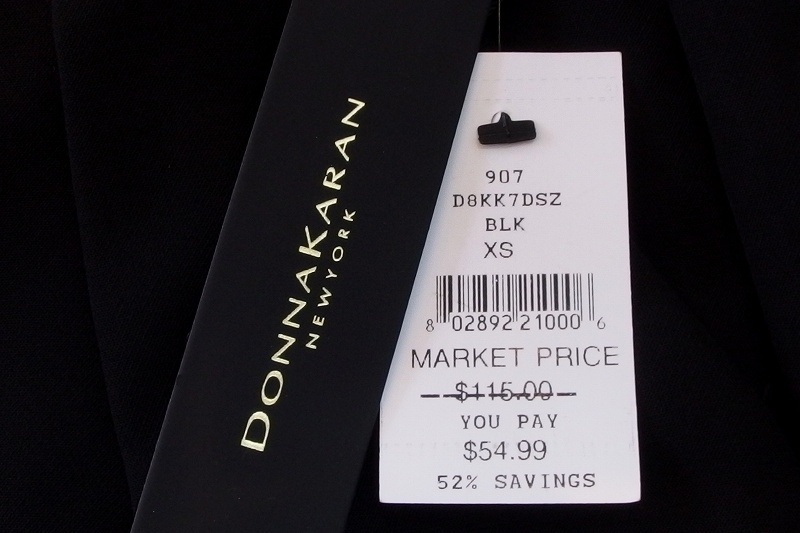 DONNAKARAN
NEWYORK
907
D8KK7DSZ
BLK
XS
8 02892 21000 6
MARKET PRICE
$115.00
YOU PAY
$54.99
52% SAVINGS